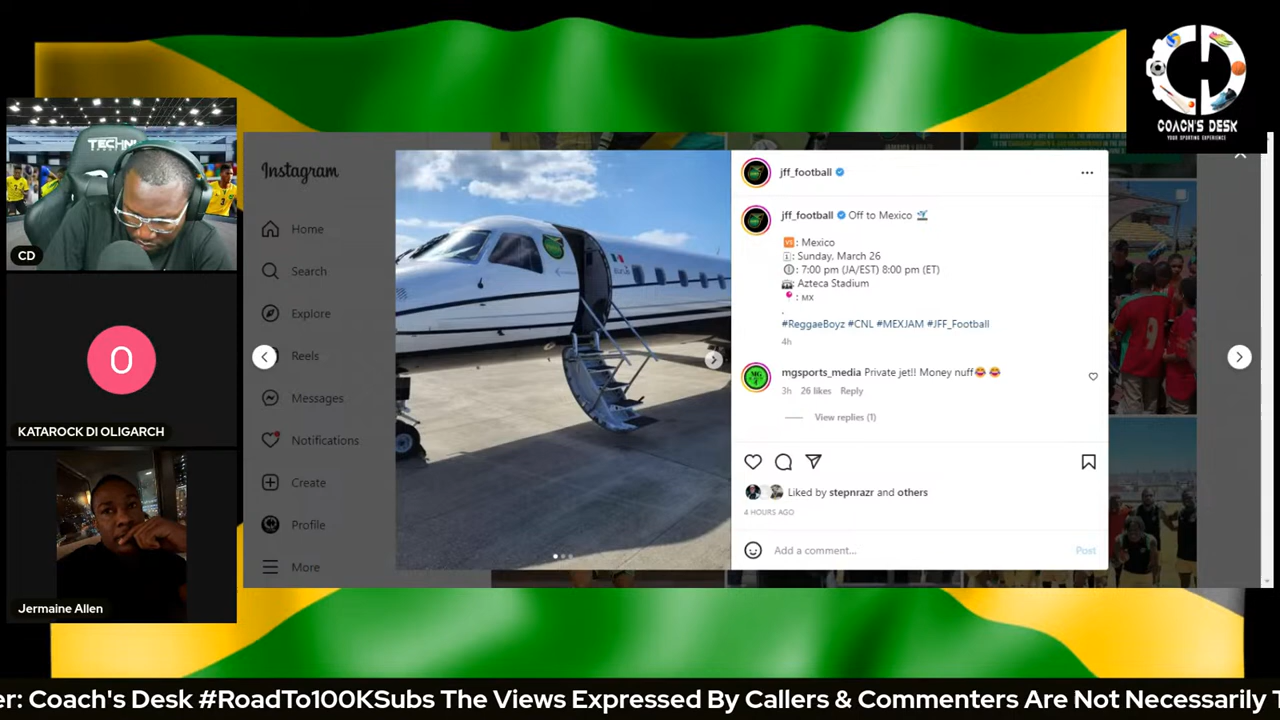 COACH'S DESK
YOUR SPORTING EXPERIENCE
TECHNI
CD
O
KATAROCK DI OLIGARCH
Jermaine Allen
Instagram
Home
Search
Explore
Reels
Messages
Notifications
Create
Profile
More
jff_football
jff_football Off to Mexico 🛫
🆚: Mexico
: Sunday, March 26
: 7:00 pm (JA/EST) 8:00 pm (ET)
🏟: Azteca Stadium
📍: MX
.
#ReggaeBoyz #CNL #MEXJAM #JFF_Football
4h
mgsports_media Private jet!! Money nuff😂 😂
3h 26 likes Reply
View replies (1)
Liked by stepnrazr and others
4 HOURS AGO
Add a comment...
Post
er: Coach's Desk #RoadTo100KSubs The Views Expressed By Callers & Commenters Are Not Necessarily T